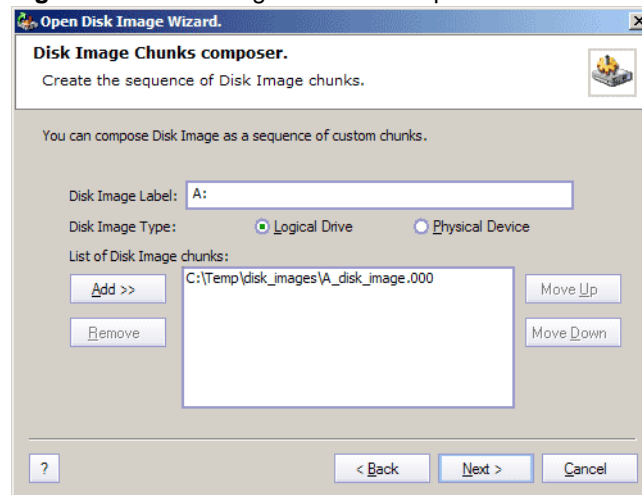 Open Disk Image Wizard.
Disk Image Chunks composer.
Create the sequence of Disk Image chunks.
You can compose Disk Image as a sequence of custom chunks.
Disk Image Label: A:
Disk Image Type: Logical Drive Physical Device
List of Disk Image chunks:
Add >> C:\Temp\disk_images\A_disk_image.000 Move Up
Remove Move Down
? < Back Next > Cancel